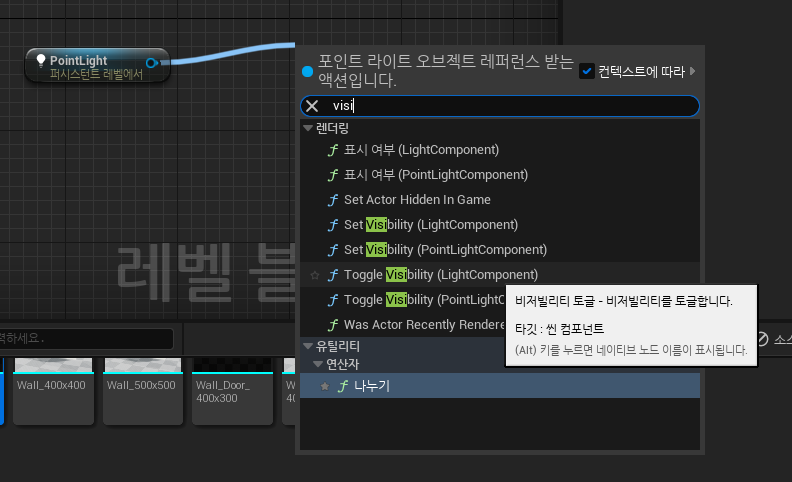 PointLight
퍼시스턴트 레벨에서
포인트 라이트 오브젝트 레퍼런스 받는
액션입니다.
컨텍스트에 따라
visi
렌더링
표시 여부 (LightComponent)
표시 여부 (PointLightComponent)
Set Actor Hidden In Game
Set Visibility (LightComponent)
Set Visibility (PointLightComponent)
Toggle Visibility (LightComponent)
Toggle Visibility (PointLightC
Was Actor Recently Rendere
비저빌리티 토글 - 비저빌리티를 토글합니다.
타깃 : 씬 컴포넌트
(Alt) 키를 누르면 네이티브 노드 이름이 표시됩니다.
유틸리티
연산자
나누기
레벨 블
력하세요.
소스
Wall_400x400
Wall_500x500
Wall_Door_
400x300